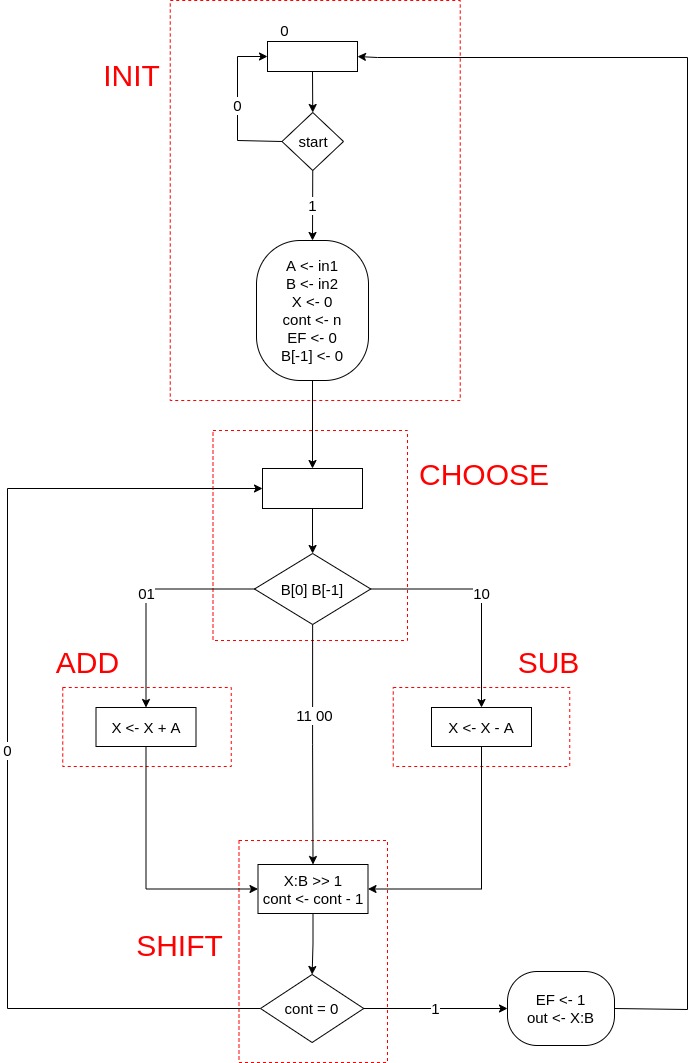 0
INIT
0
start
1
A <- in1
B <- in2
X <- 0
cont <- n
EF <- 0
B[-1] <- 0
CHOOSE
B[0] B[-1]
01
10
ADD
SUB
11 00
X <- X + A
X <- X - A
0
X:B >> 1
cont <- cont - 1
SHIFT
cont = 0
1
EF <- 1
out <- X:B